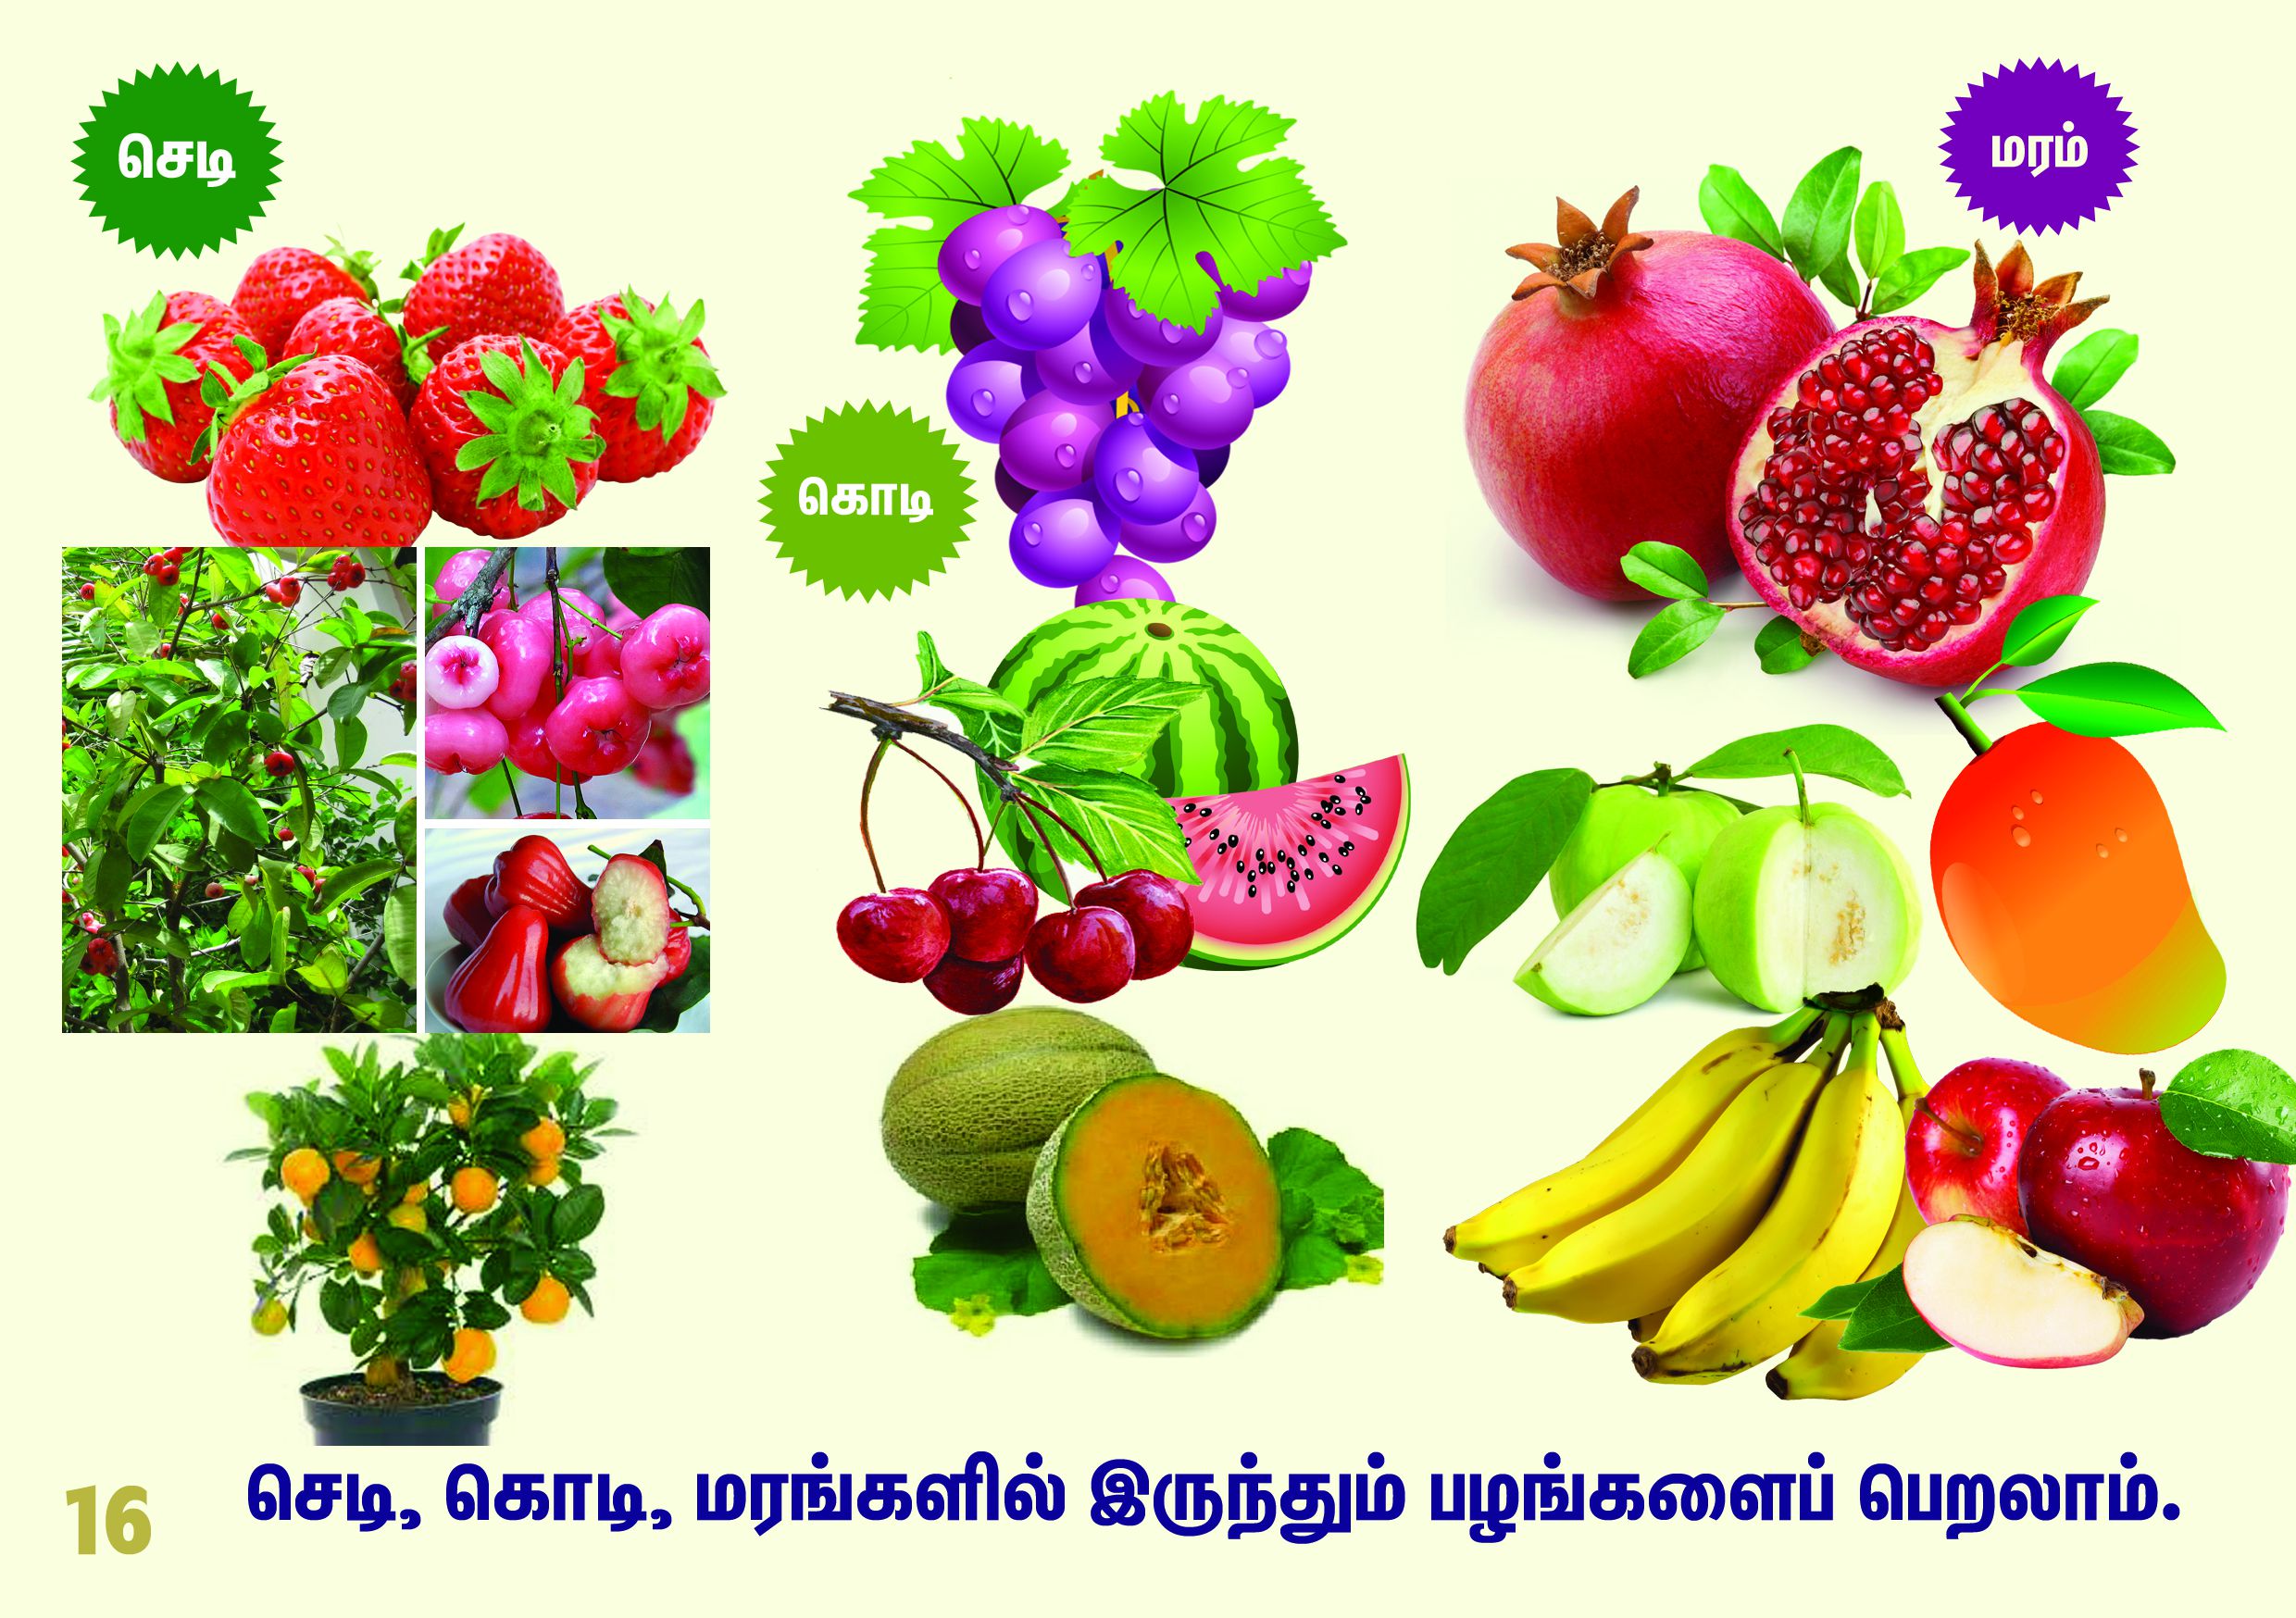 செடி
மரம்
கொடி
செடி, கொடி, மரங்களில் இருந்தும் பழங்களைப் பெறலாம்.
16